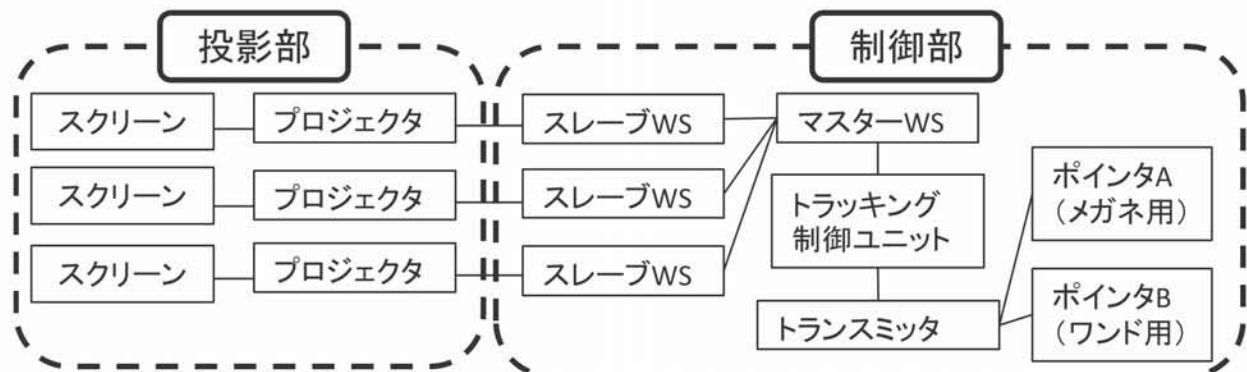 投影部
制御部
スクリーン
プロジェクタ
スレーブWS
マスターWS
スクリーン
プロジェクタ
スレーブWS
トラッキング
制御ユニット
ポインタA
（メガネ用）
スクリーン
プロジェクタ
スレーブWS
トランスミッタ
ポインタB
（ワンド用）